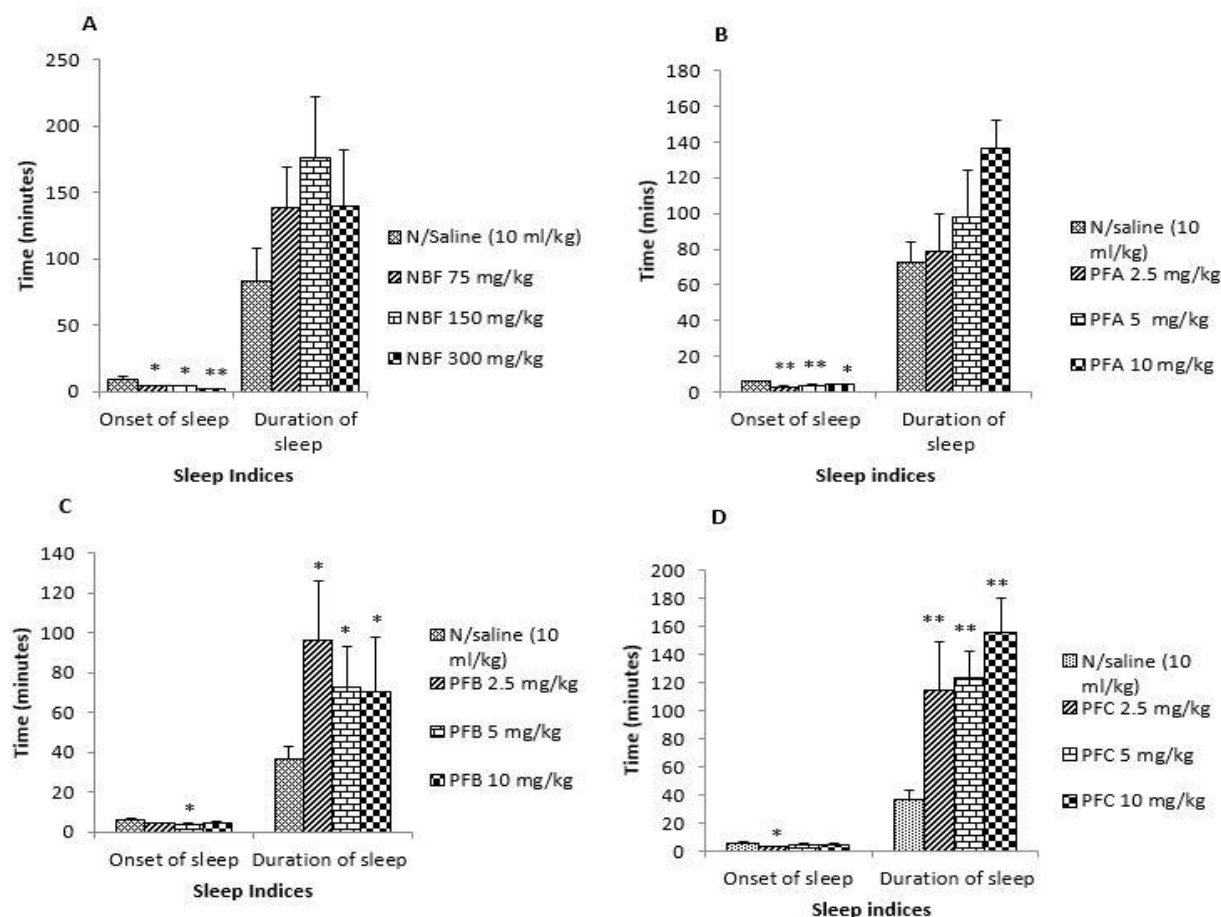 A
250
200
150
100
50
0
Time (minutes)
* * **
Onset of sleep Duration of
sleep
Sleep Indices
N/Saline (10 ml/kg)
NBF 75 mg/kg
NBF 150 mg/kg
NBF 300 mg/kg
B
180
160
140
120
100
80
60
40
20
0
Time (mins)
** ** *
Onset of sleep Duration of
sleep
Sleep indices
N/saline (10
ml/kg)
PFA 2.5 mg/kg
PFA 5 mg/kg
PFA 10 mg/kg
C
140
120
100
80
60
40
20
0
Time (minutes)
*
*
*
*
Onset of sleep Duration of sleep
Sleep Indices
N/saline (10
ml/kg)
PFB 2.5 mg/kg
PFB 5 mg/kg
PFB 10 mg/kg
D
200
180
160
140
120
100
80
60
40
20
0
Time (minutes)
**
** **
*
Onset of sleep Duration of sleep
Sleep indices
N/saline (10
ml/kg)
PFC 2.5 mg/kg
PFC 5 mg/kg
PFC 10 mg/kg